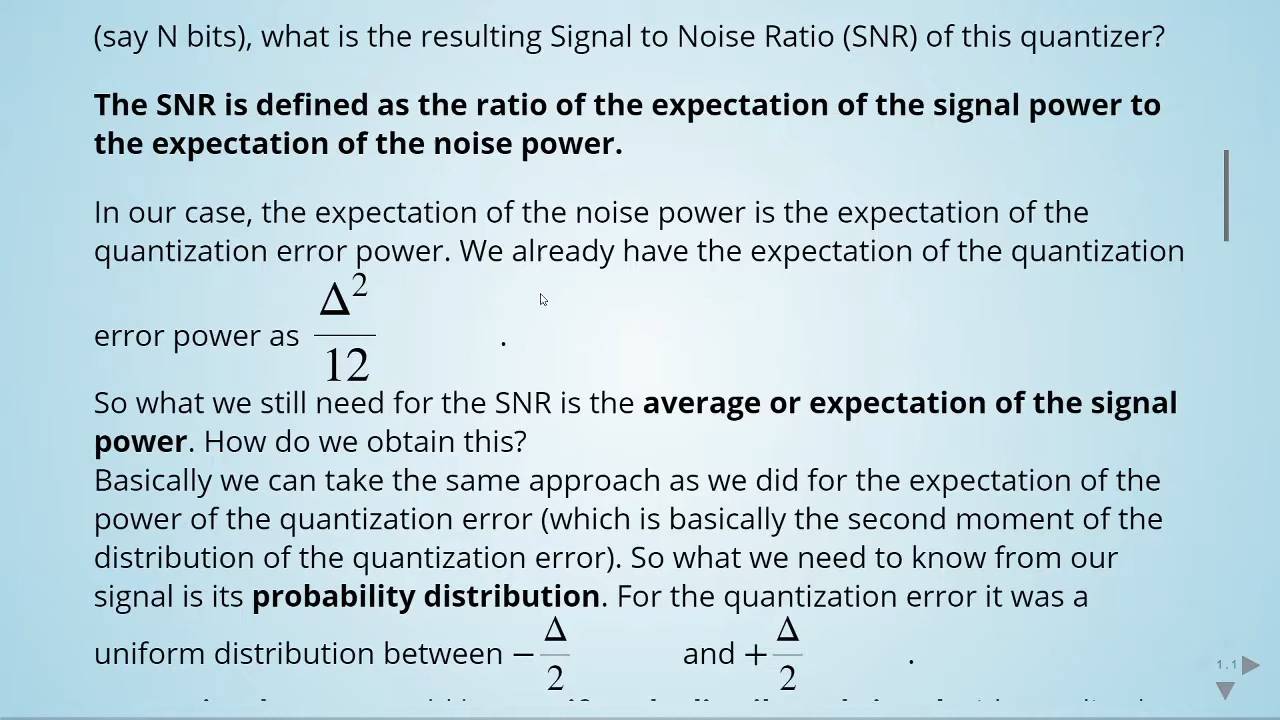 (say N bits), what is the resulting Signal to Noise Ratio (SNR) of this quantizer?
The SNR is defined as the ratio of the expectation of the signal power to
the expectation of the noise power.
In our case, the expectation of the noise power is the expectation of the
quantization error power. We already have the expectation of the quantization
error power as Δ²/12 .
So what we still need for the SNR is the average or expectation of the signal
power. How do we obtain this?
Basically we can take the same approach as we did for the expectation of the
power of the quantization error (which is basically the second moment of the
distribution of the quantization error). So what we need to know from our
signal is its probability distribution. For the quantization error it was a
uniform distribution between −Δ/2 and +Δ/2 .
1.1